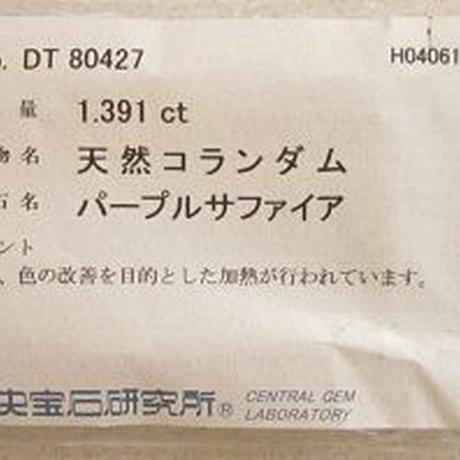 . DT 80427 H04061
量 1.391 ct
物名 天然コランダム
石名 パープルサファイア
ント
、色の改善を目的とした加熱が行われています。
央宝石研究所® CENTRAL GEM
LABORATORY